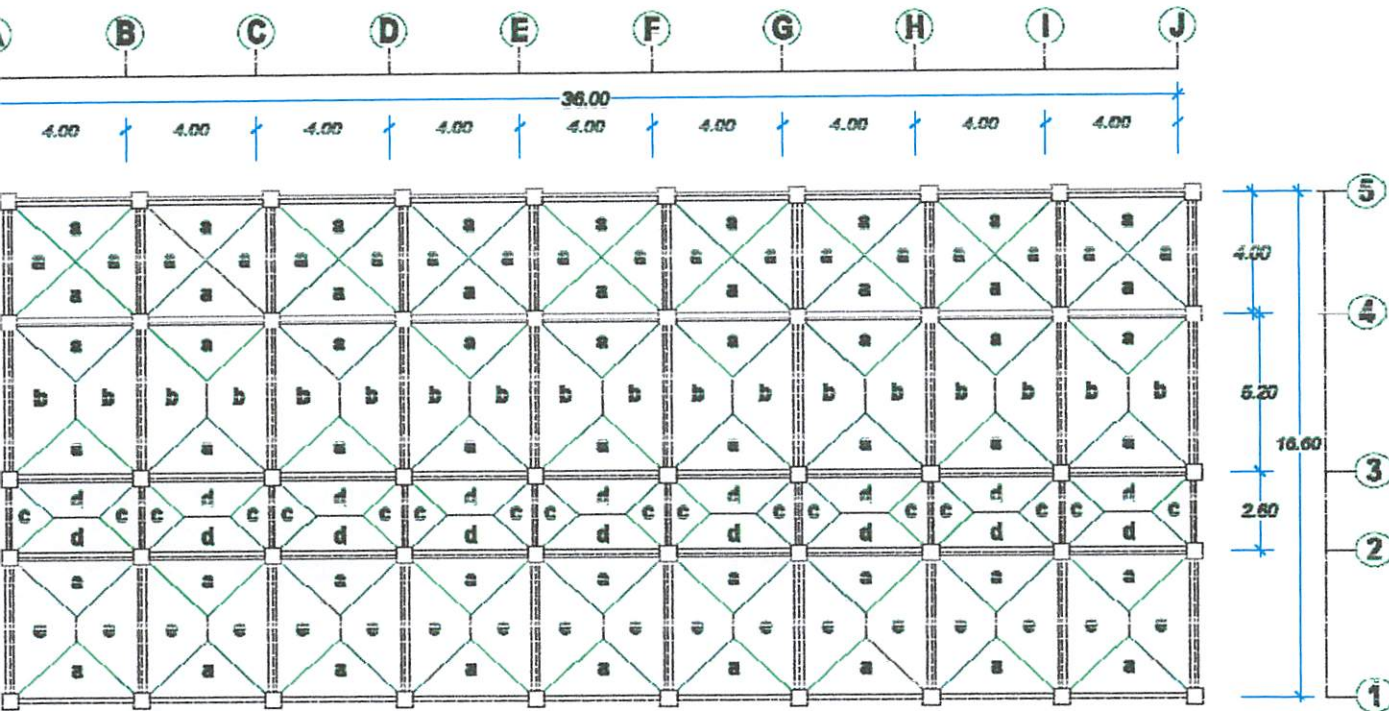 A B C D E F G H I J
36.00
4.00 4.00 4.00 4.00 4.00 4.00 4.00 4.00 4.00
5
a a a a a a a a a
a a a a a a a a a a a a a a a a a a 4.00
a a a a a a a a a
4
a a a a a a a a a
b b b b b b b b b b b b b b b b b b 5.20
a a a a a a a a a 16.60
3
d d d d d d d d d
c c c c c c c c c c c c c c c c c c 2.60
d d d d d d d d d
2
a a a a a a a a a
e e e e e e e e e e e e e e e e e e
a a a a a a a a a
1